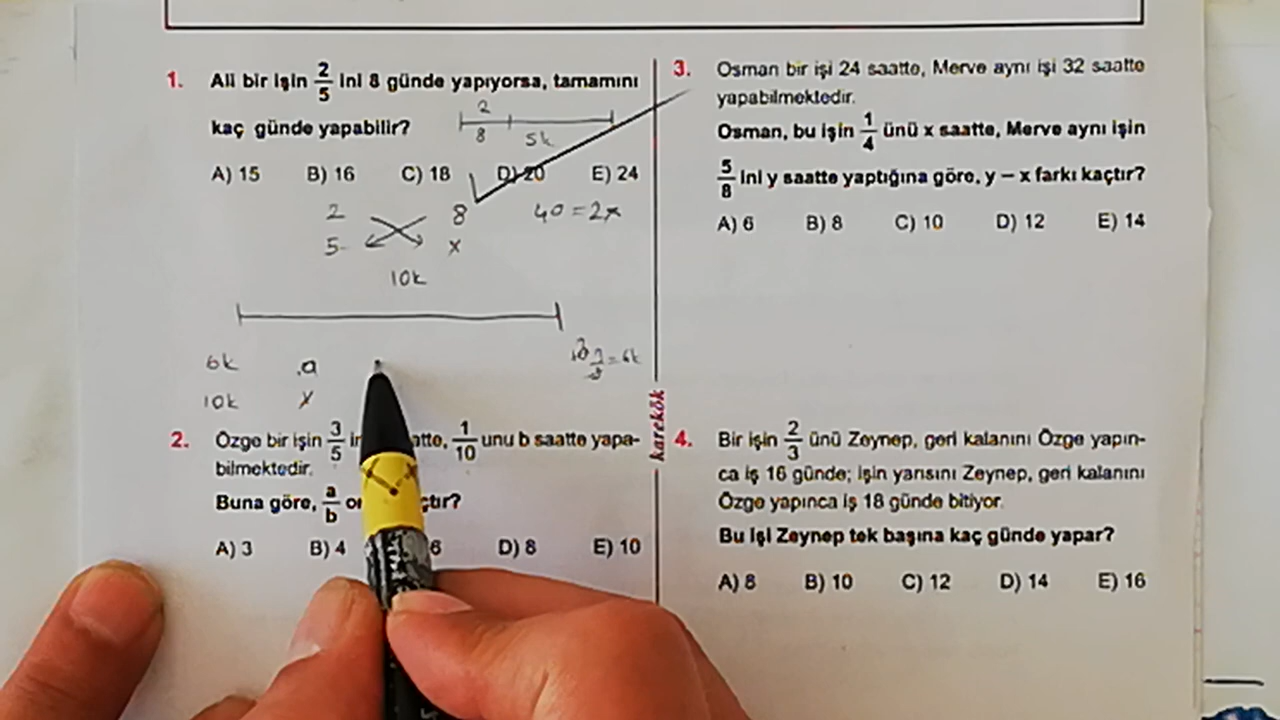 1. Ali bir işin 2/5 ini 8 günde yapıyorsa, tamamını
kaç günde yapabilir?
2
8 5k
A) 15 B) 16 C) 18 D) 20 E) 24
2 8 40 = 2x
5 x
10k
6k a
10k x
2. Özge bir işin 3/5 atte, 1/10 unu b saatte yapa-
bilmektedir.
Buna göre, a/b
A) 3 B) 4 6 D) 8 E) 10
karekök
3. Osman bir işi 24 saatte, Merve aynı işi 32 saatte
yapabilmektedir.
Osman, bu işin 1/4 ünü x saatte, Merve aynı işin
5/8 ini y saatte yaptığına göre, y – x farkı kaçtır?
A) 6 B) 8 C) 10 D) 12 E) 14
4. Bir işin 2/3 ünü Zeynep, geri kalanını Özge yapın-
ca iş 16 günde; işin yarısını Zeynep, geri kalanını
Özge yapınca iş 18 günde bitiyor.
Bu işi Zeynep tek başına kaç günde yapar?
A) 8 B) 10 C) 12 D) 14 E) 16